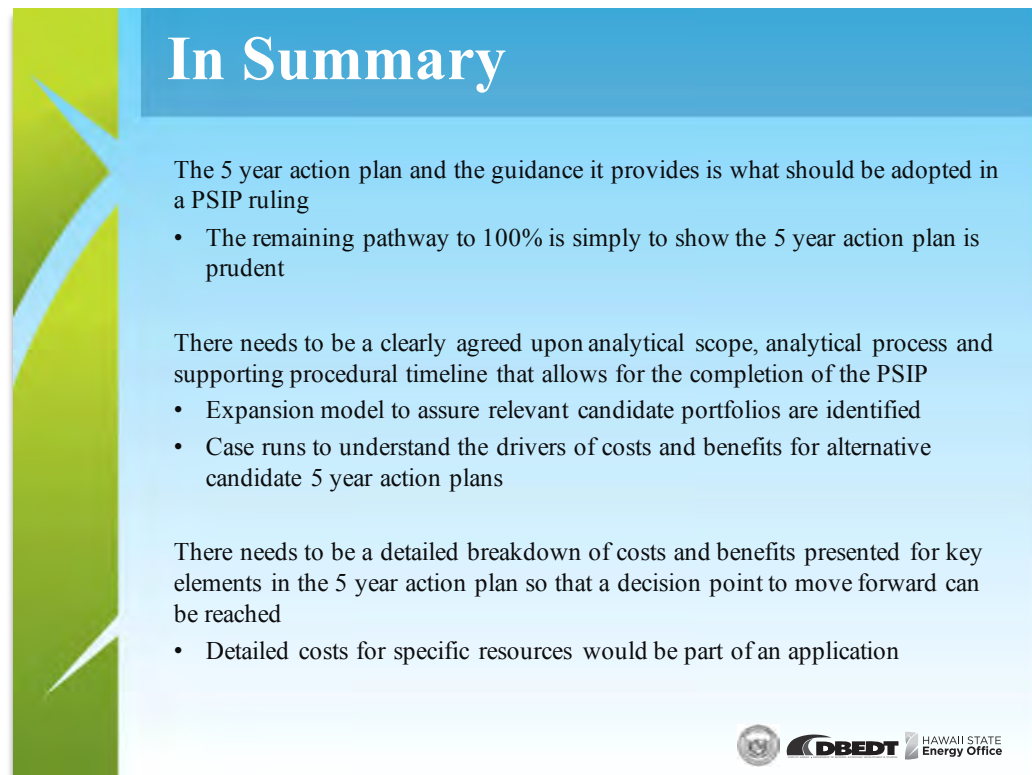 In Summary
The 5 year action plan and the guidance it provides is what should be adopted in
a PSIP ruling
• The remaining pathway to 100% is simply to show the 5 year action plan is
prudent
There needs to be a clearly agreed upon analytical scope, analytical process and
supporting procedural timeline that allows for the completion of the PSIP
• Expansion model to assure relevant candidate portfolios are identified
• Case runs to understand the drivers of costs and benefits for alternative
candidate 5 year action plans
There needs to be a detailed breakdown of costs and benefits presented for key
elements in the 5 year action plan so that a decision point to move forward can
be reached
• Detailed costs for specific resources would be part of an application
DBEDT
HAWAII STATE
Energy Office